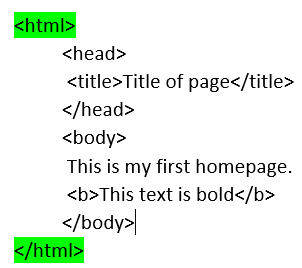 <html>
<head>
<title>Title of page</title>
</head>
<body>
This is my first homepage.
<b>This text is bold</b>
</body>
</html>